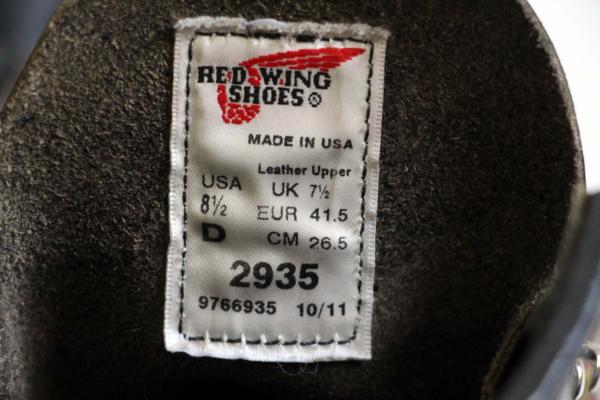 RED WING
SHOES®
MADE IN USA
Leather Upper
USA UK 7½
8½ EUR 41.5
D CM 26.5
2935
9766935 10/11